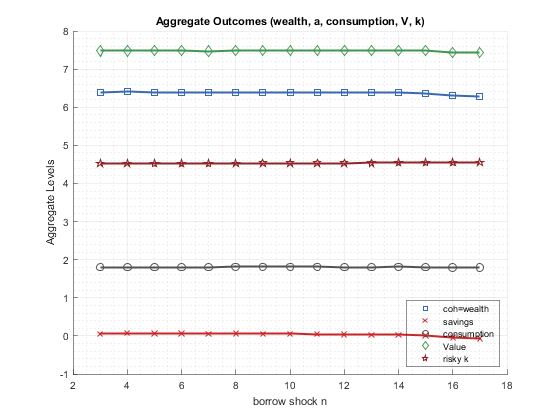 Aggregate Outcomes (wealth, a, consumption, V, k)
8
7
6
5
4
3
2
1
0
-1
Aggregate Levels
2
4
6
8
10
12
14
16
18
borrow shock n
coh=wealth
savings
consumption
Value
risky k